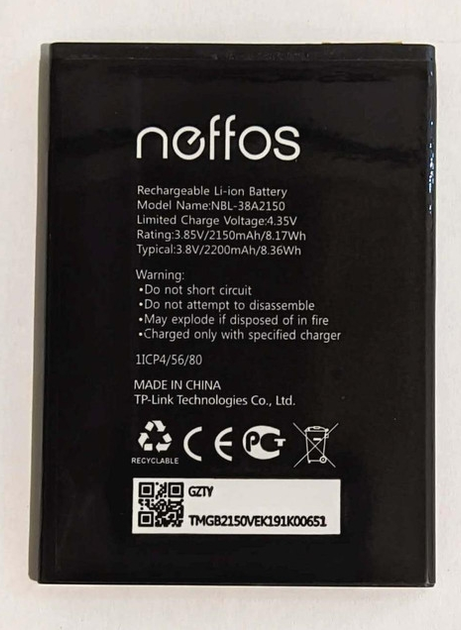 neffos
Rechargeable Li-ion Battery
Model Name:NBL-38A2150
Limited Charge Voltage:4.35V
Rating:3.85V/2150mAh/8.17Wh
Typical:3.8V/2200mAh/8.36Wh
Warning:
•Do not short circuit
•Do not attempt to disassemble
•May explode if disposed of in fire
•Charged only with specified charger
1ICP4/56/80
MADE IN CHINA
TP-Link Technologies Co., Ltd.
CE PCT
RECYCLABLE
GZTY
TMGB2150VEK191K00651